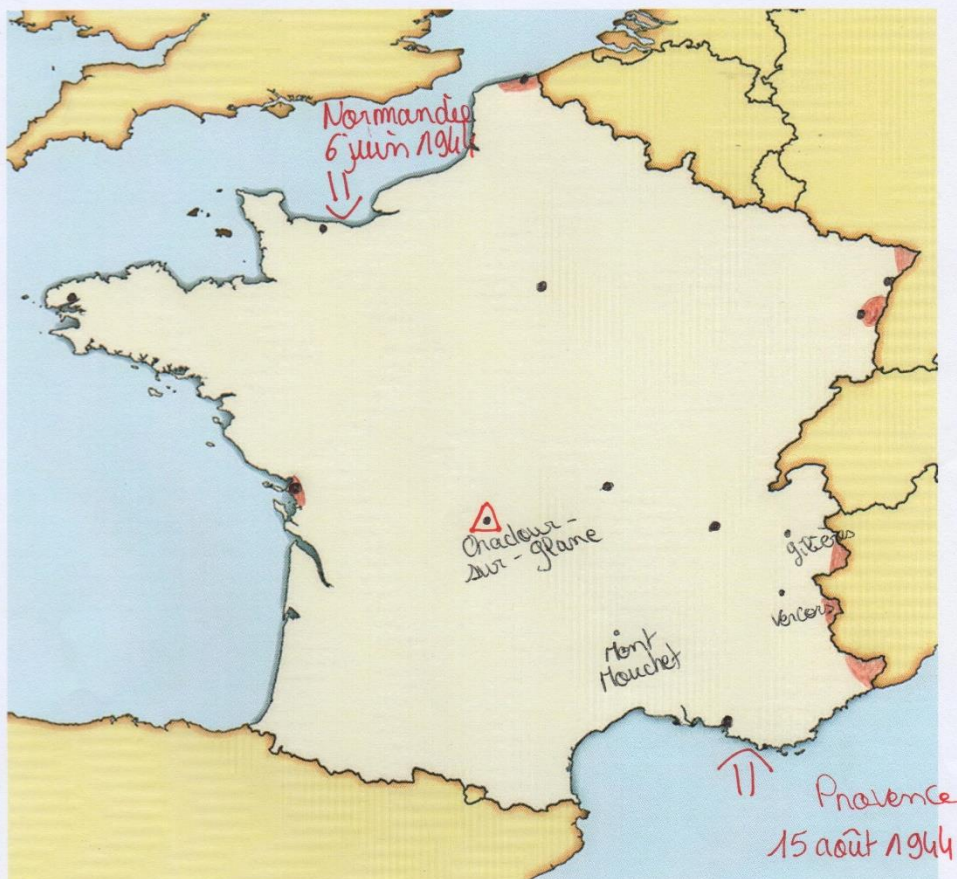 Normandie
6 juin 1944
Oradour-
sur-glane
glières
vercors
Mont
Mouchet
Provence
15 août 1944